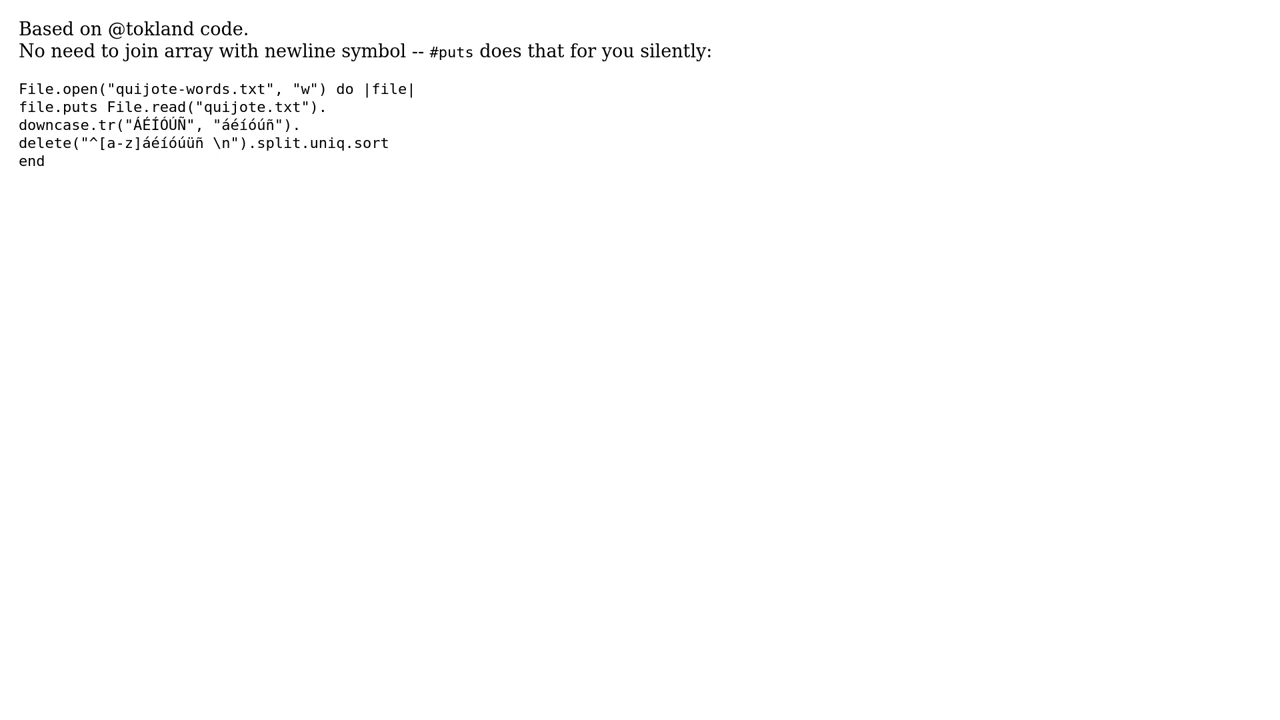 Based on @tokland code.
No need to join array with newline symbol -- #puts does that for you silently:
File.open("quijote-words.txt", "w") do |file|
file.puts File.read("quijote.txt").
downcase.tr("ÁÉÍÓÚÑ", "áéíóúñ").
delete("^[a-z]áéíóúüñ \n").split.uniq.sort
end